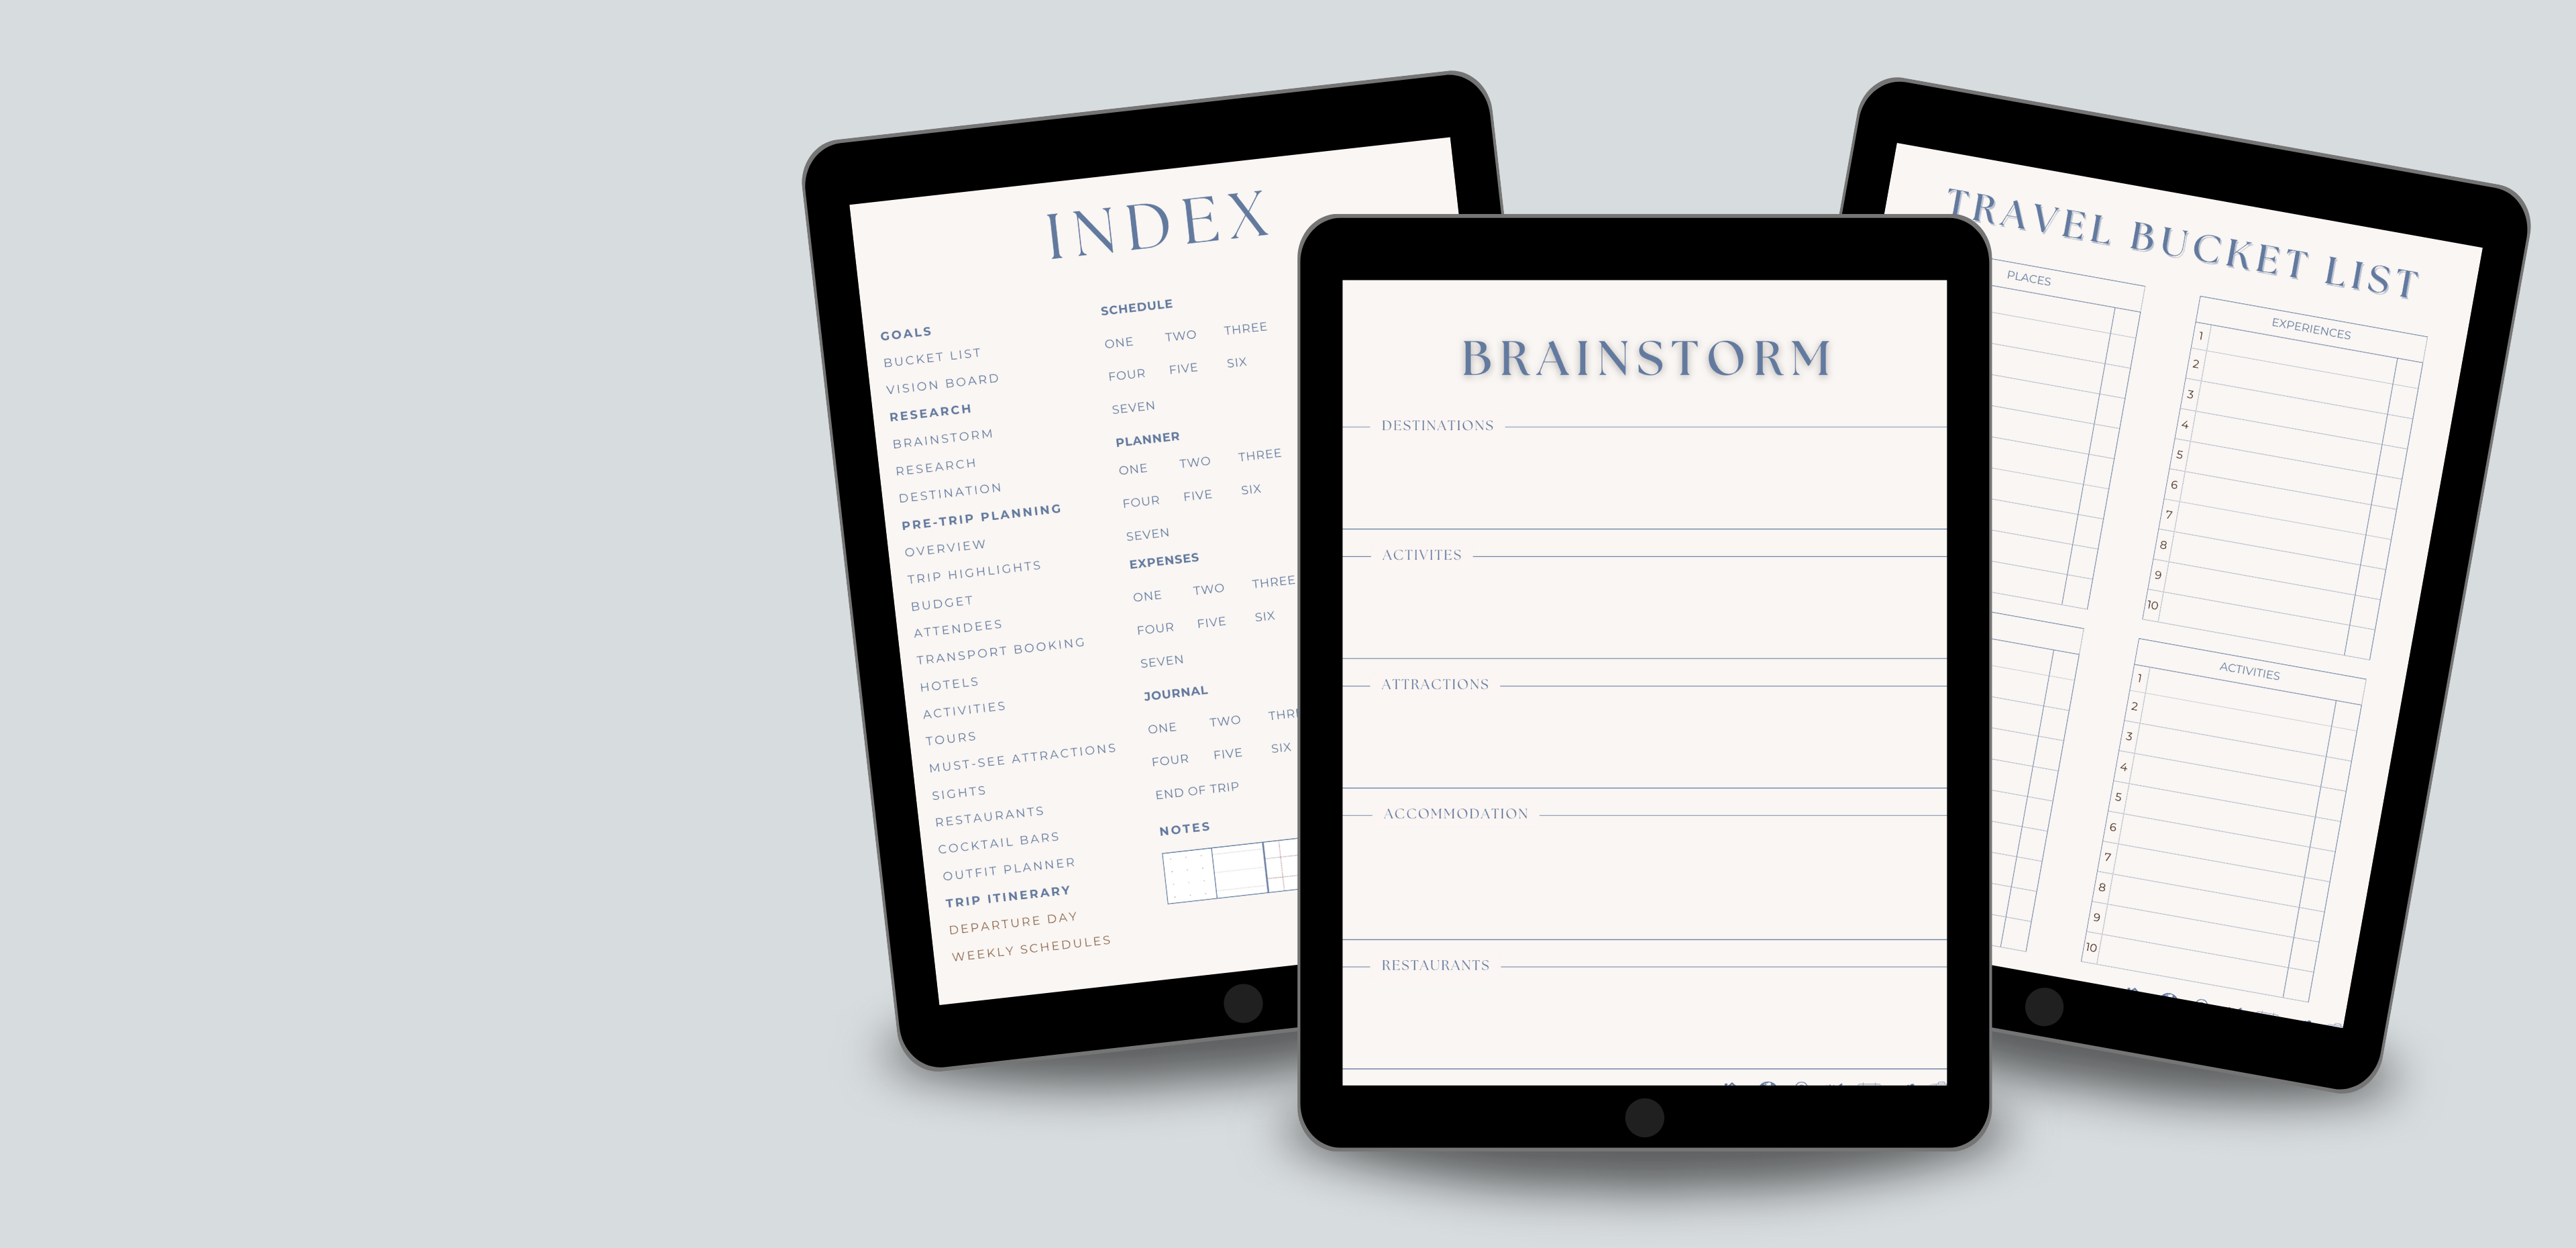 INDEX
GOALS
BUCKET LIST
VISION BOARD
RESEARCH
BRAINSTORM
RESEARCH
DESTINATION
PRE-TRIP PLANNING
OVERVIEW
TRIP HIGHLIGHTS
BUDGET
ATTENDEES
TRANSPORT BOOKING
HOTELS
ACTIVITIES
TOURS
MUST-SEE ATTRACTIONS
SIGHTS
RESTAURANTS
COCKTAIL BARS
OUTFIT PLANNER
TRIP ITINERARY
DEPARTURE DAY
WEEKLY SCHEDULES
SCHEDULE
ONE TWO THREE
FOUR FIVE SIX
SEVEN
PLANNER
ONE TWO THREE
FOUR FIVE SIX
SEVEN
EXPENSES
ONE TWO THREE
FOUR FIVE SIX
SEVEN
JOURNAL
ONE TWO
FOUR FIVE SIX
END OF TRIP
NOTES
BRAINSTORM
DESTINATIONS
ACTIVITES
ATTRACTIONS
ACCOMMODATION
RESTAURANTS
TRAVEL BUCKET LIST
PLACES
EXPERIENCES
1
2
3
4
5
6
7
8
9
10
ACTIVITIES
1
2
3
4
5
6
7
8
9
10